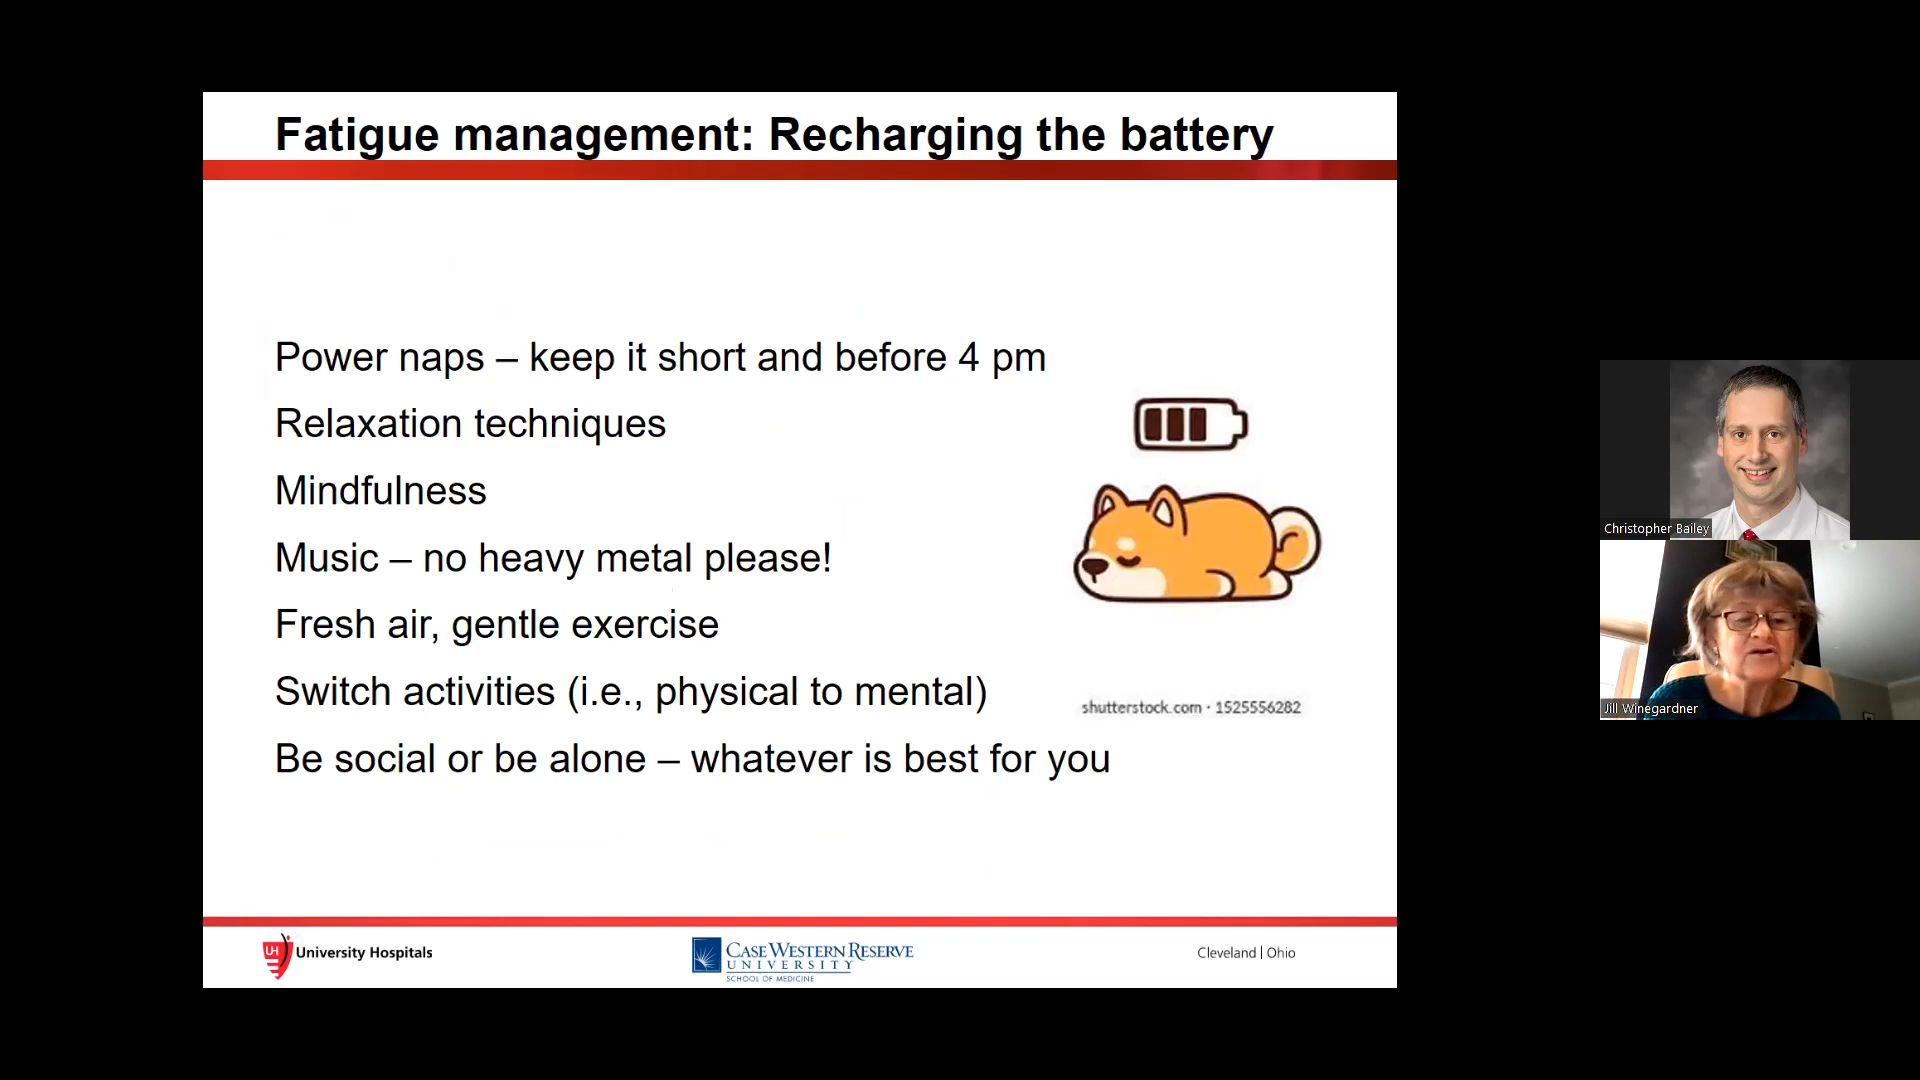 Fatigue management: Recharging the battery
Power naps – keep it short and before 4 pm
Relaxation techniques
Mindfulness
Music – no heavy metal please!
Fresh air, gentle exercise
Switch activities (i.e., physical to mental)
Be social or be alone – whatever is best for you
shutterstock.com · 1525556282
UH University Hospitals
CASE WESTERN RESERVE
UNIVERSITY
SCHOOL OF MEDICINE
Cleveland | Ohio
Christopher Bailey
Jill Winegardner